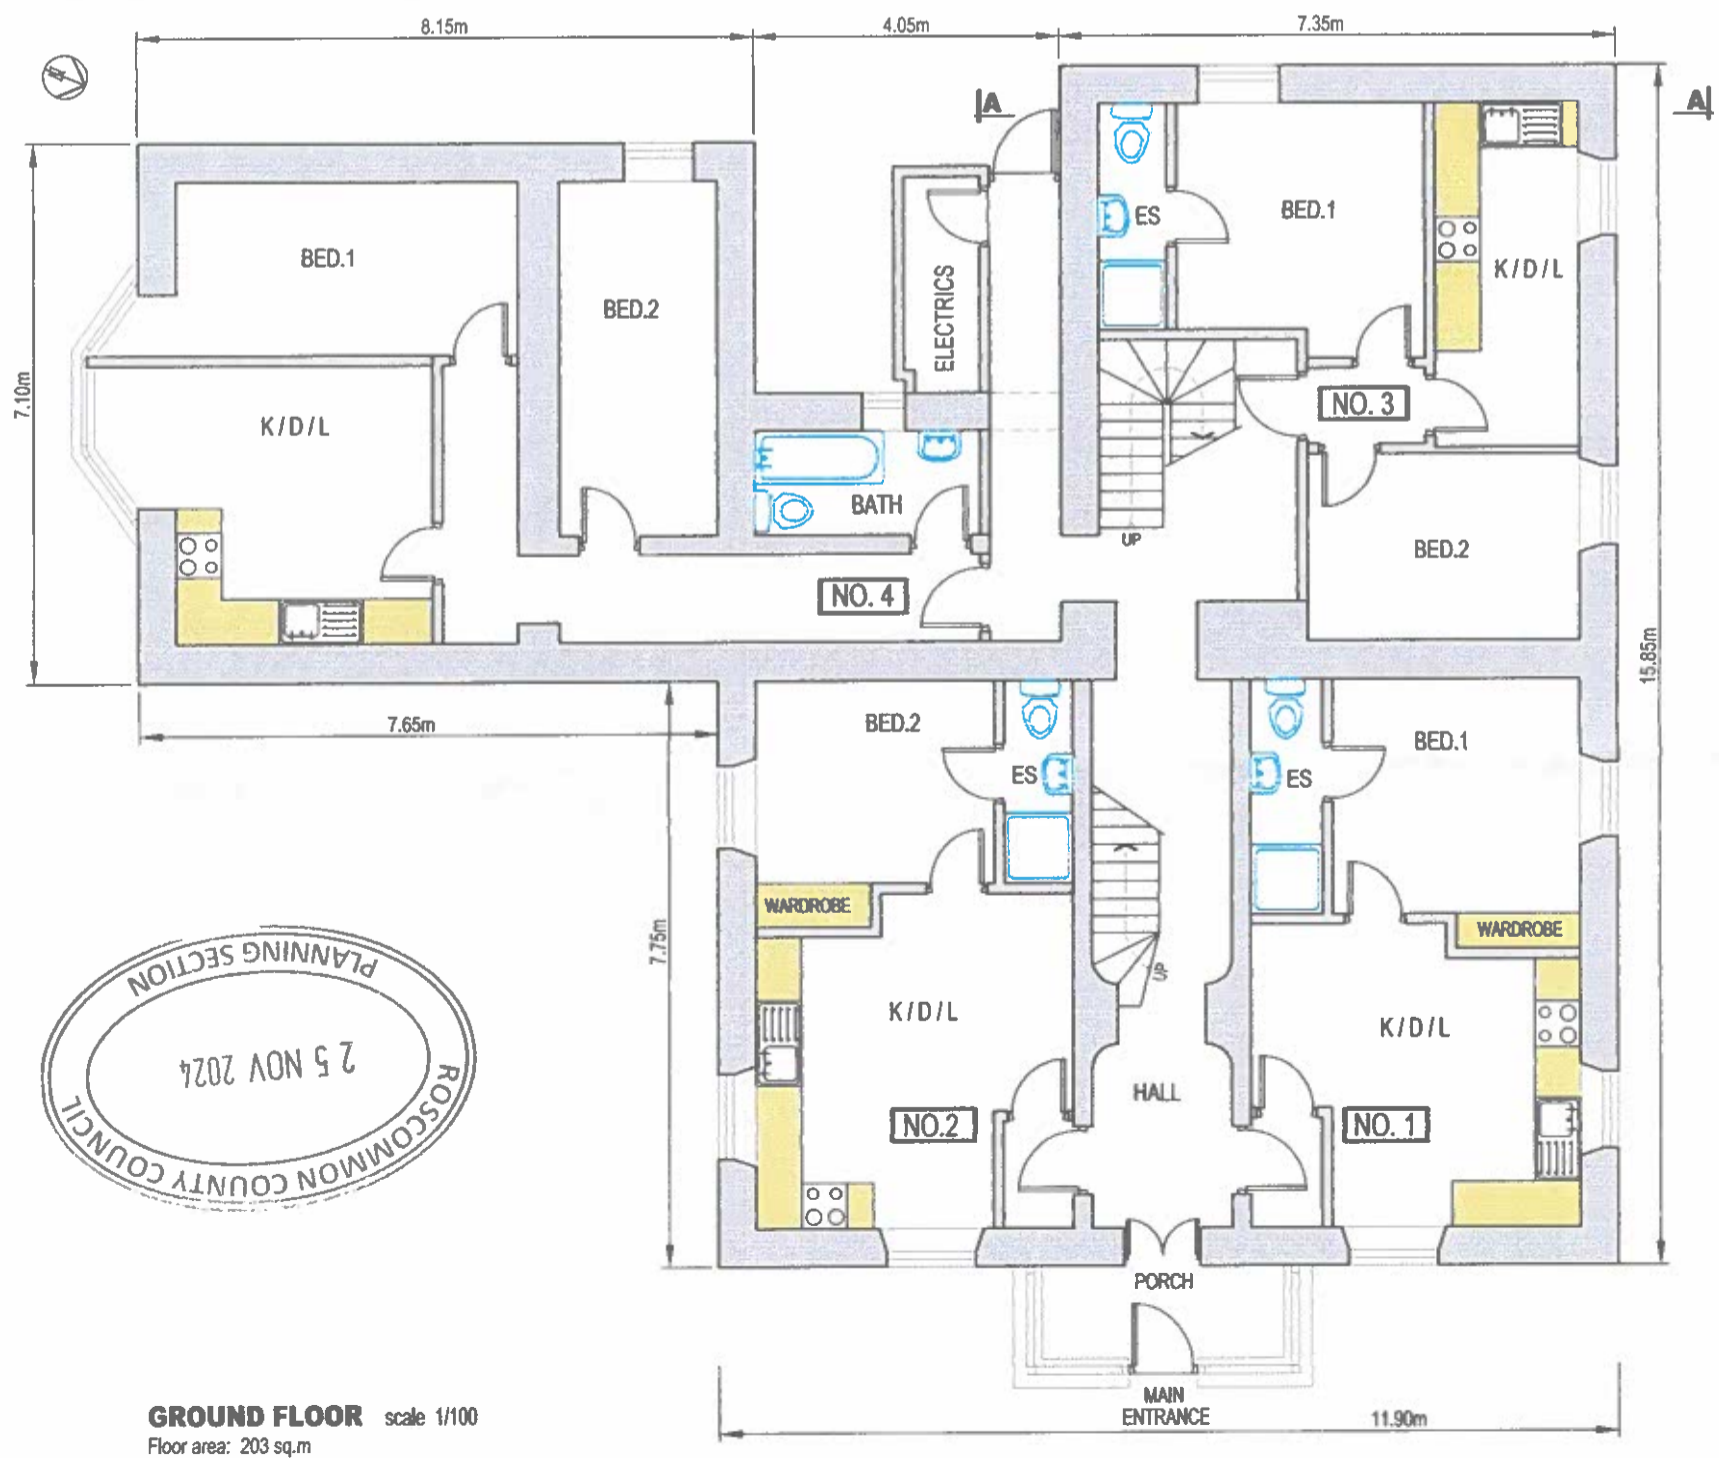 8.15m
4.05m
7.35m
A
A
BED.1
BED.2
ELECTRICS
ES
BED.1
K/D/L
7.10m
K/D/L
NO. 3
BATH
UP
BED.2
NO. 4
15.85m
7.65m
BED.2
ES
ES
BED.1
WARDROBE
WARDROBE
7.75m
UP
K/D/L
K/D/L
HALL
NO.2
NO. 1
PLANNING SECTION
25 NOV 2024
ROSCOMMON COUNTY COUNCIL
PORCH
MAIN
ENTRANCE
11.90m
GROUND FLOOR scale 1/100
Floor area: 203 sq.m